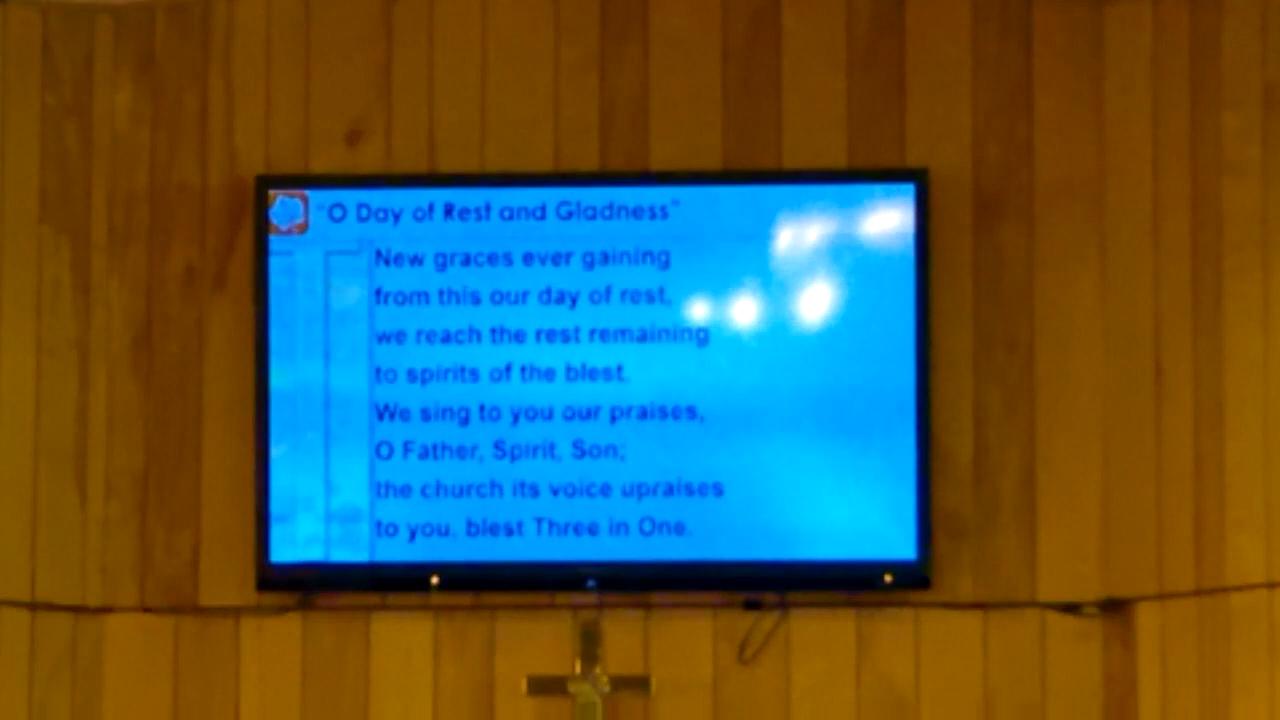 "O Day of Rest and Gladness"
New graces ever gaining
from this our day of rest,
we reach the rest remaining
to spirits of the blest.
We sing to you our praises,
O Father, Spirit, Son;
the church its voice upraises
to you, blest Three in One.